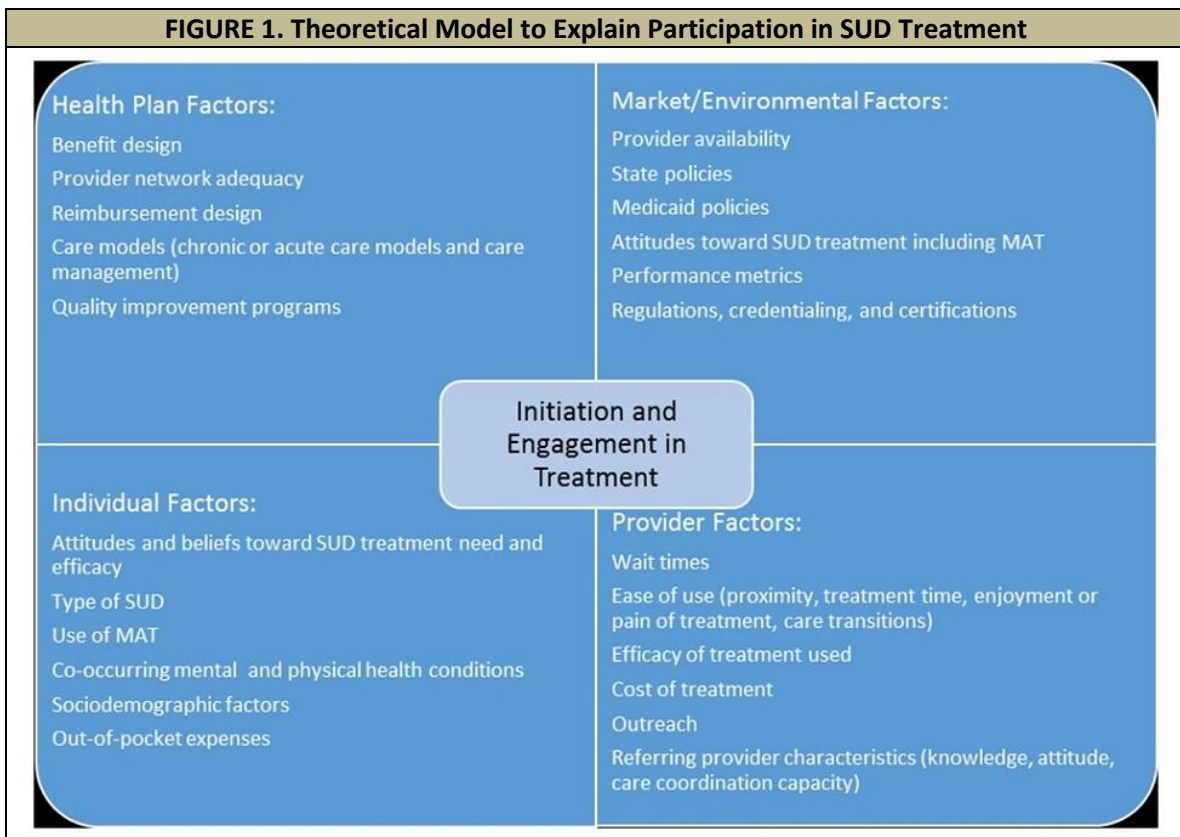 FIGURE 1. Theoretical Model to Explain Participation in SUD Treatment
Health Plan Factors:
Benefit design
Provider network adequacy
Reimbursement design
Care models (chronic or acute care models and care
management)
Quality improvement programs
Market/Environmental Factors:
Provider availability
State policies
Medicaid policies
Attitudes toward SUD treatment including MAT
Performance metrics
Regulations, credentialing, and certifications
Initiation and
Engagement in
Treatment
Individual Factors:
Attitudes and beliefs toward SUD treatment need and
efficacy
Type of SUD
Use of MAT
Co-occurring mental and physical health conditions
Sociodemographic factors
Out-of-pocket expenses
Provider Factors:
Wait times
Ease of use (proximity, treatment time, enjoyment or
pain of treatment, care transitions)
Efficacy of treatment used
Cost of treatment
Outreach
Referring provider characteristics (knowledge, attitude,
care coordination capacity)